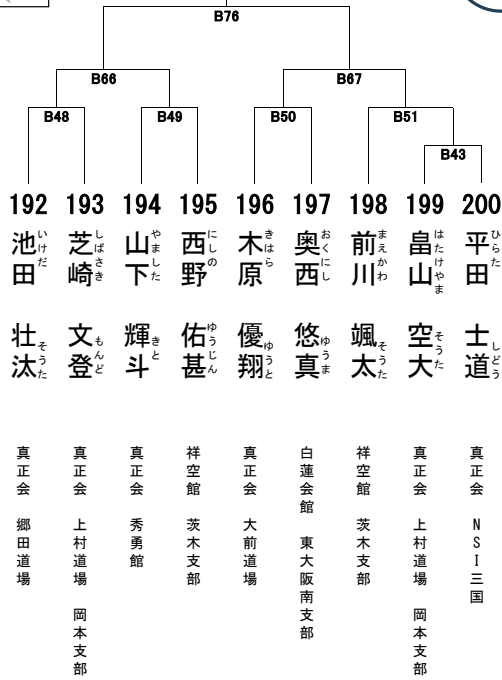 B76
B66
B67
B48
B49
B50
B51
B43
192
193
194
195
196
197
198
199
200
池田 壮汰
いけだ そうた
芝崎 文登
しばさき もんど
山下 輝斗
やました きと
西野 佑甚
にしの ゆうじん
木原 優翔
きはら ゆうと
奥西 悠真
おくにし ゆうま
前川 颯太
まえかわ そうた
畠山 空大
はたけやま そうた
平田 士道
ひらた しどう
真正会 郷田道場
真正会 上村道場 岡本支部
真正会 秀勇館
祥空館 茨木支部
真正会 大前道場
白蓮会館 東大阪南支部
祥空館 茨木支部
真正会 上村道場 岡本支部
真正会 NSI三国